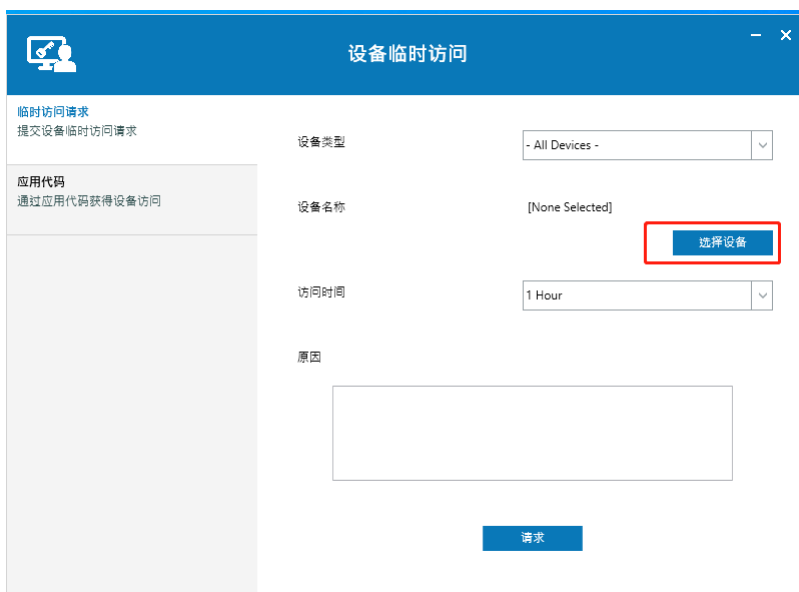 设备临时访问
临时访问请求
提交设备临时访问请求
应用代码
通过应用代码获得设备访问
设备类型
- All Devices -
设备名称
[None Selected]
选择设备
访问时间
1 Hour
原因
请求